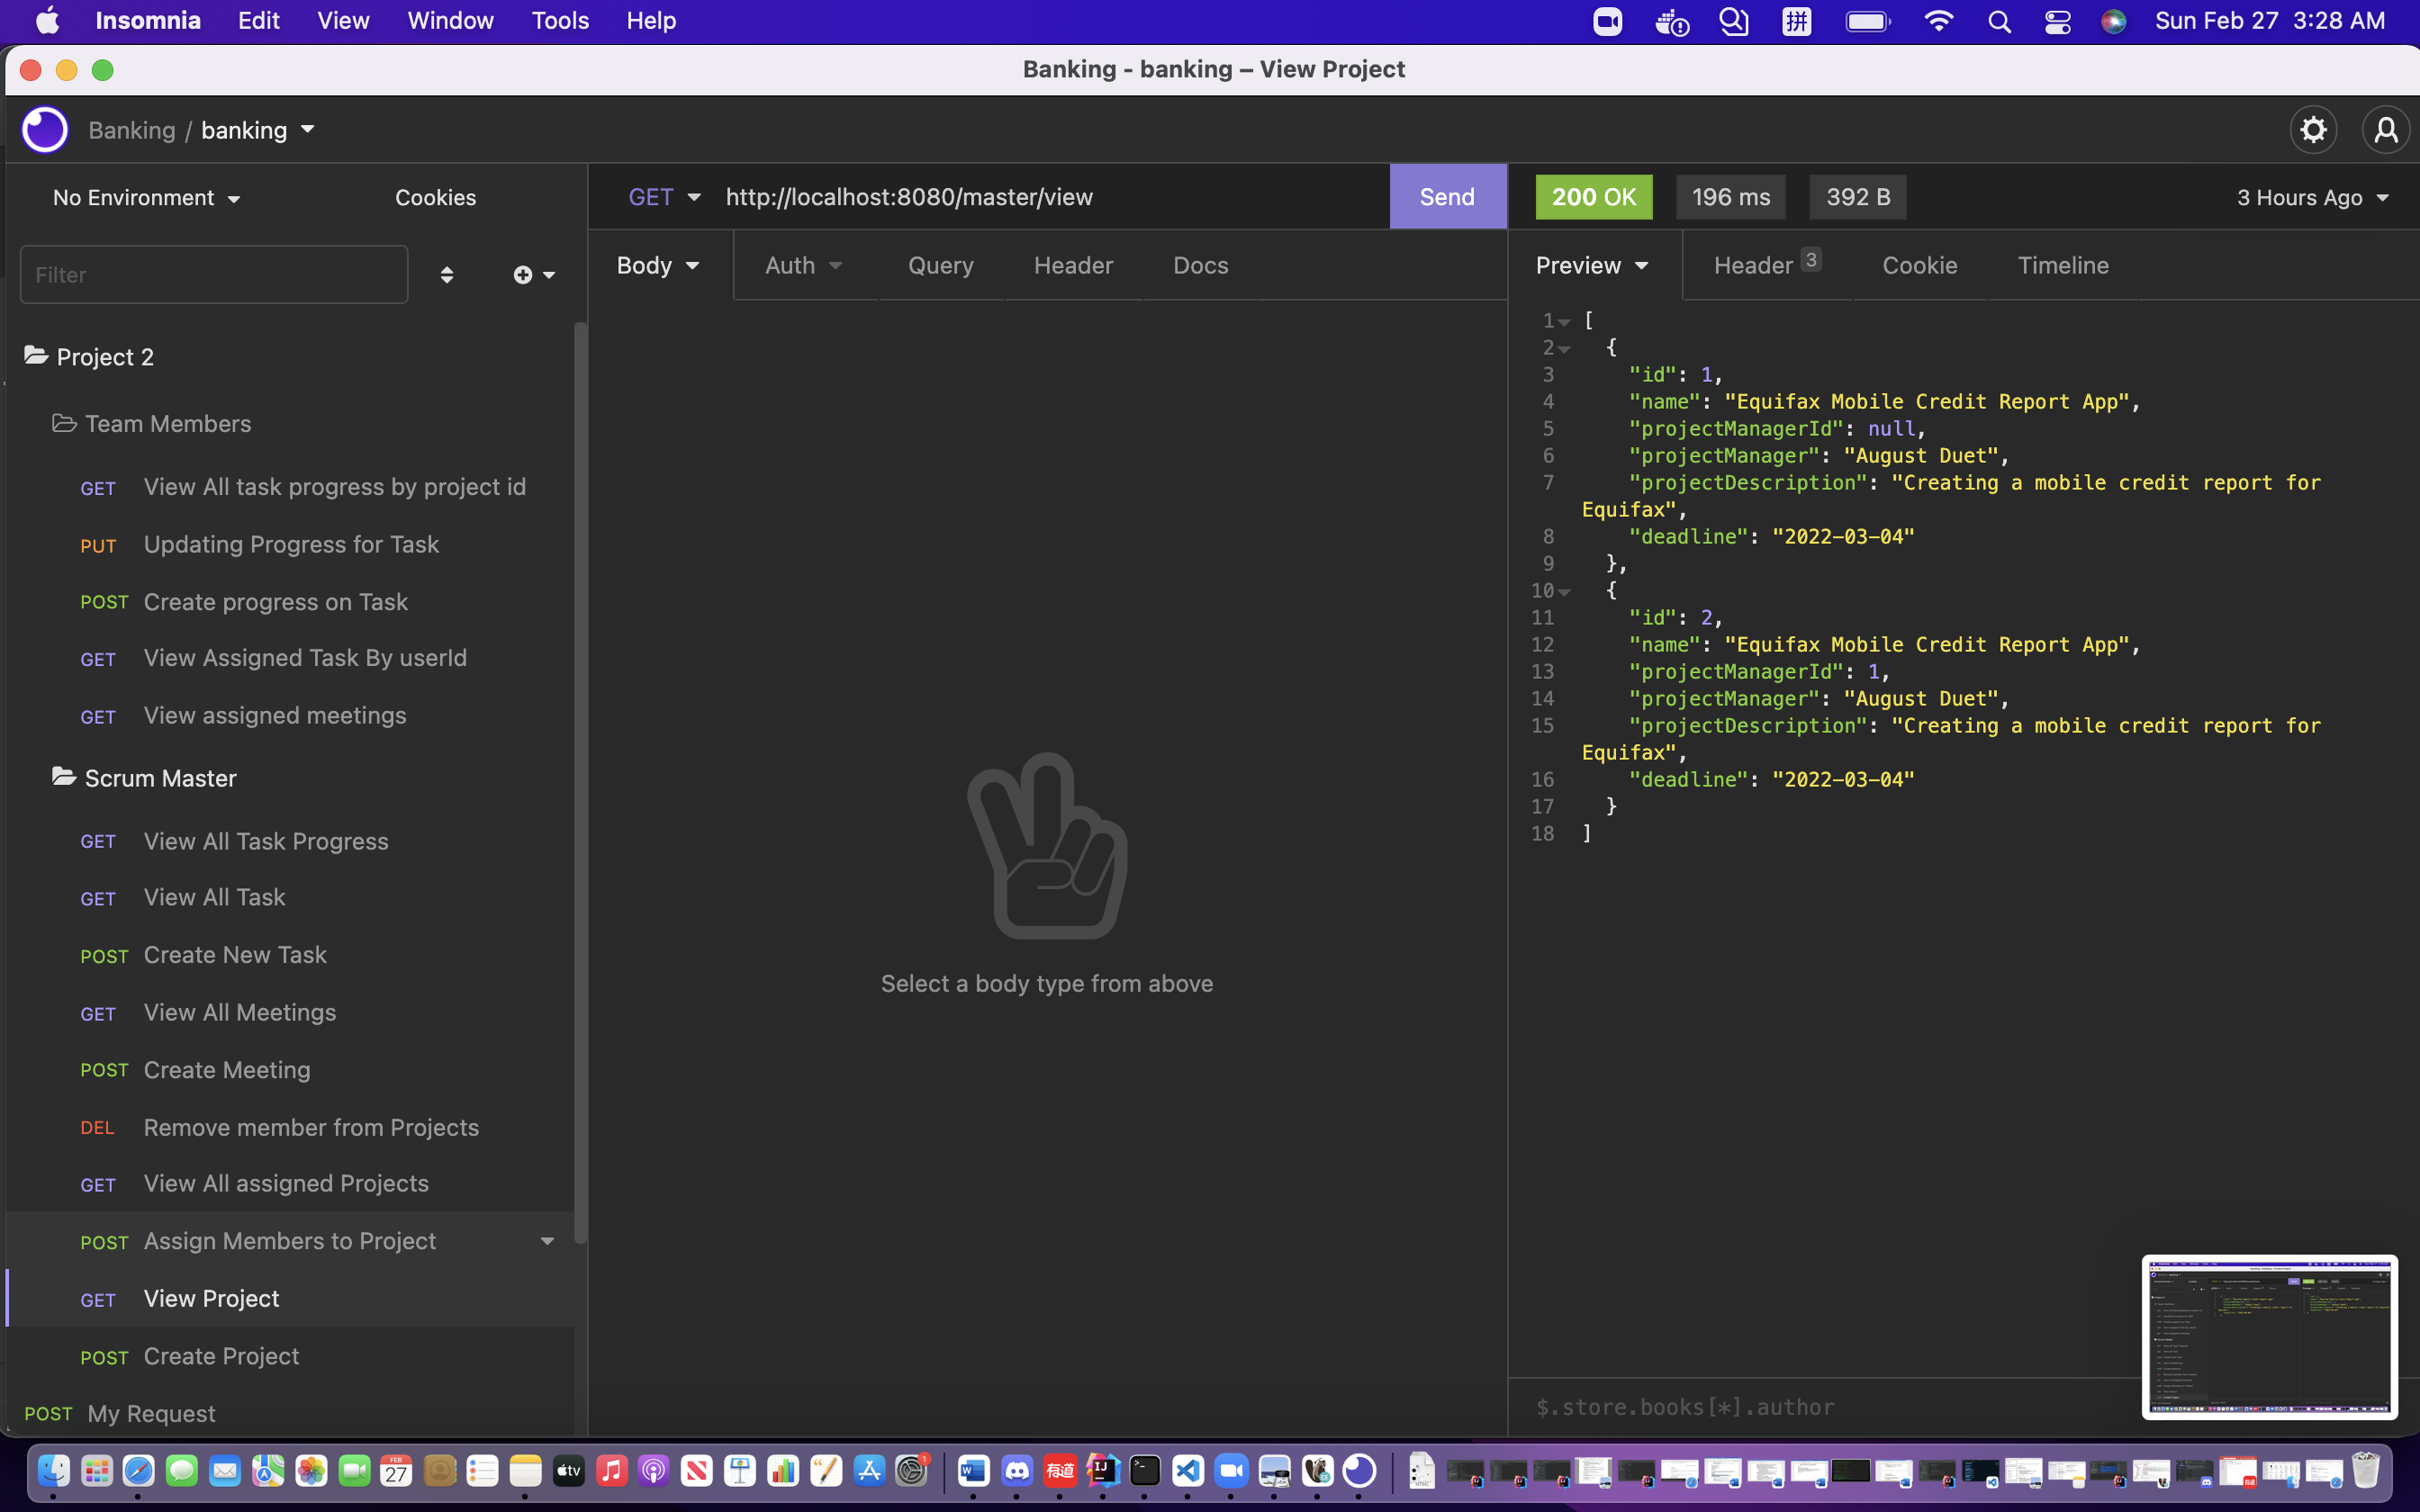 Insomnia Edit View Window Tools Help
拼
Sun Feb 27 3:28 AM
Banking - banking – View Project
Banking / banking
No Environment Cookies
GET http://localhost:8080/master/view Send
200 OK 196 ms 392 B 3 Hours Ago
Filter
Body Auth Query Header Docs
Preview Header 3 Cookie Timeline
Project 2
Team Members
GET View All task progress by project id
PUT Updating Progress for Task
POST Create progress on Task
GET View Assigned Task By userId
GET View assigned meetings
Scrum Master
GET View All Task Progress
GET View All Task
POST Create New Task
GET View All Meetings
POST Create Meeting
DEL Remove member from Projects
GET View All assigned Projects
POST Assign Members to Project
GET View Project
POST Create Project
POST My Request
Select a body type from above
1 [
2 {
3 "id": 1,
4 "name": "Equifax Mobile Credit Report App",
5 "projectManagerId": null,
6 "projectManager": "August Duet",
7 "projectDescription": "Creating a mobile credit report for
Equifax",
8 "deadline": "2022-03-04"
9 },
10 {
11 "id": 2,
12 "name": "Equifax Mobile Credit Report App",
13 "projectManagerId": 1,
14 "projectManager": "August Duet",
15 "projectDescription": "Creating a mobile credit report for
Equifax",
16 "deadline": "2022-03-04"
17 }
18 ]
$.store.books[*].author
FEB
27
tv
1
W
有道
IJ